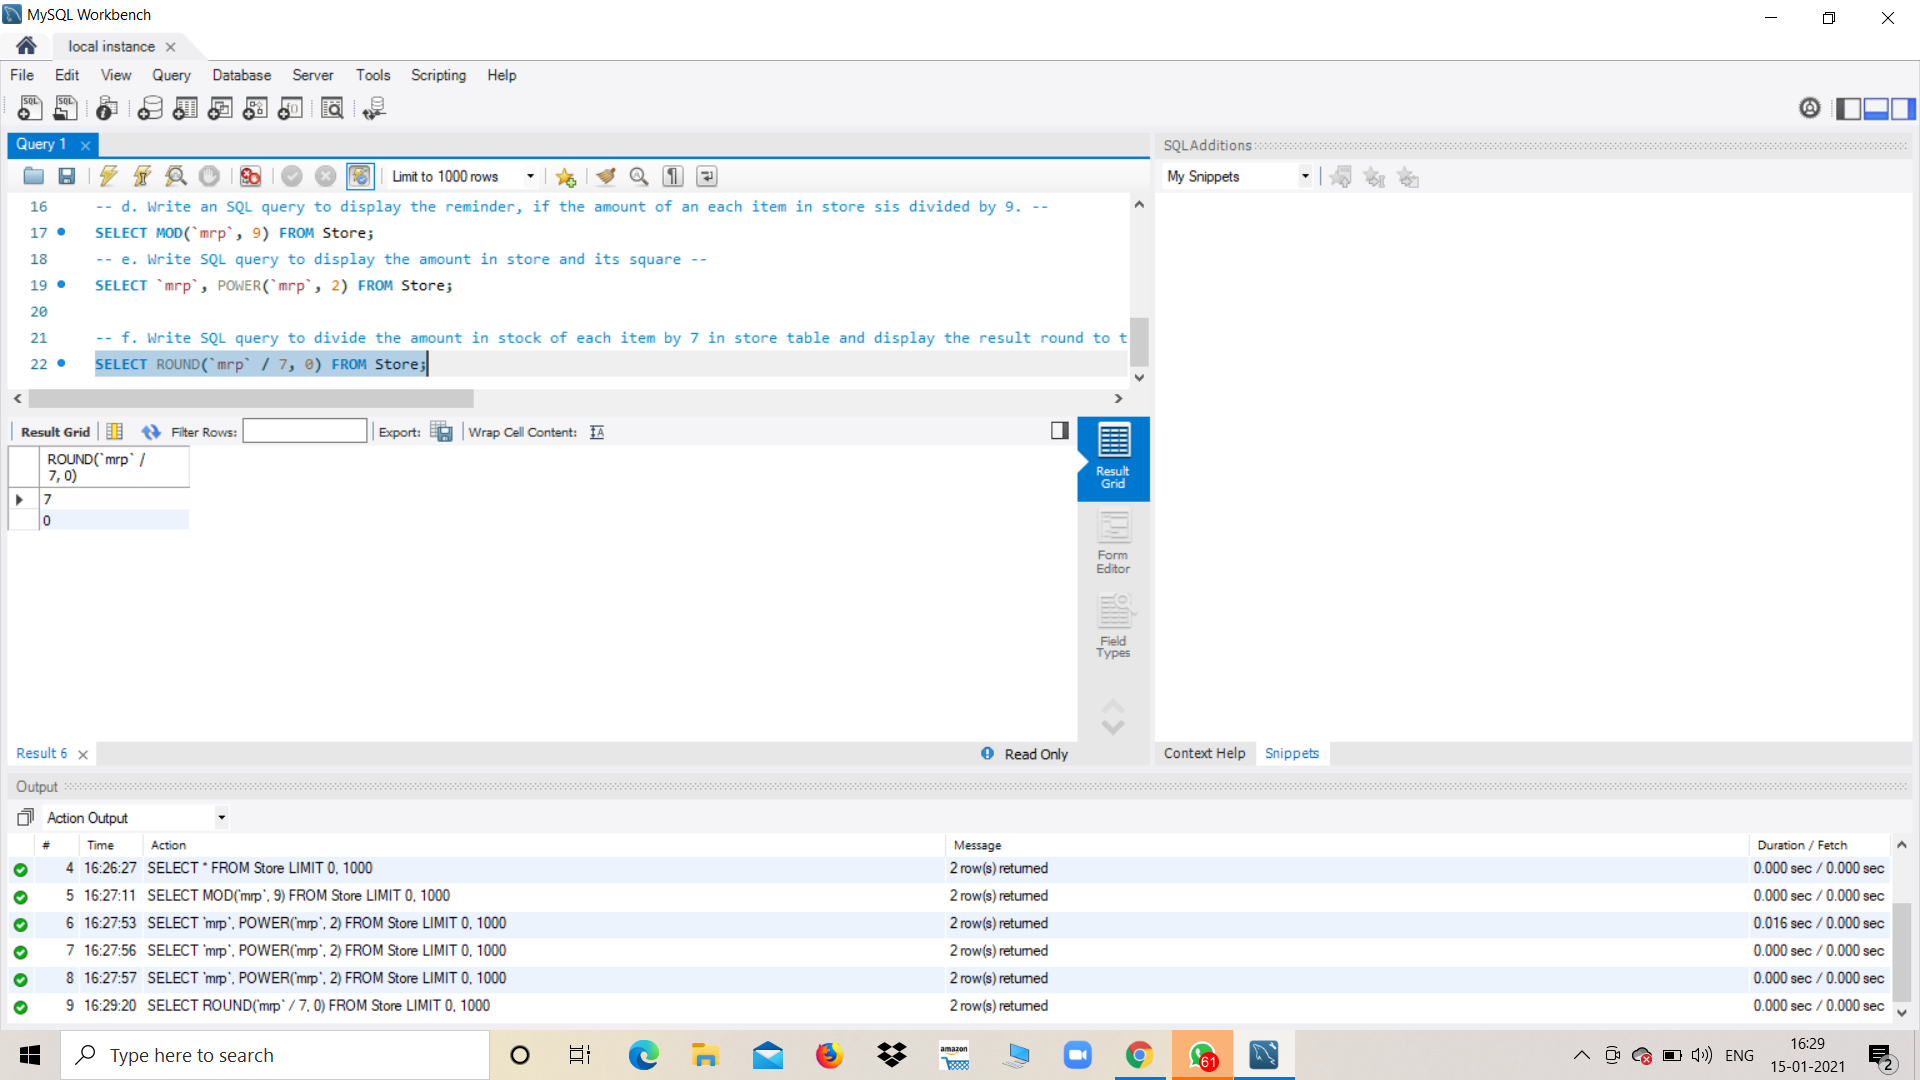 MySQL Workbench
local instance
File Edit View Query Database Server Tools Scripting Help
Query 1
SQLAdditions
Limit to 1000 rows
My Snippets
16 -- d. Write an SQL query to display the reminder, if the amount of an each item in store sis divided by 9. --
17 SELECT MOD(`mrp`, 9) FROM Store;
18 -- e. Write SQL query to display the amount in store and its square --
19 SELECT `mrp`, POWER(`mrp`, 2) FROM Store;
20
21 -- f. Write SQL query to divide the amount in stock of each item by 7 in store table and display the result round to t
22 SELECT ROUND(`mrp` / 7, 0) FROM Store;
Result Grid Filter Rows: Export: Wrap Cell Content:
ROUND(`mrp` /
7, 0)
7
0
Result
Grid
Form
Editor
Field
Types
Result 6
Read Only
Context Help Snippets
Output
Action Output
# Time Action Message Duration / Fetch
4 16:26:27 SELECT * FROM Store LIMIT 0, 1000 2 row(s) returned 0.000 sec / 0.000 sec
5 16:27:11 SELECT MOD(`mrp`, 9) FROM Store LIMIT 0, 1000 2 row(s) returned 0.000 sec / 0.000 sec
6 16:27:53 SELECT `mrp`, POWER(`mrp`, 2) FROM Store LIMIT 0, 1000 2 row(s) returned 0.016 sec / 0.000 sec
7 16:27:56 SELECT `mrp`, POWER(`mrp`, 2) FROM Store LIMIT 0, 1000 2 row(s) returned 0.000 sec / 0.000 sec
8 16:27:57 SELECT `mrp`, POWER(`mrp`, 2) FROM Store LIMIT 0, 1000 2 row(s) returned 0.000 sec / 0.000 sec
9 16:29:20 SELECT ROUND(`mrp` / 7, 0) FROM Store LIMIT 0, 1000 2 row(s) returned 0.000 sec / 0.000 sec
Type here to search
amazon
61
ENG
16:29
15-01-2021
2